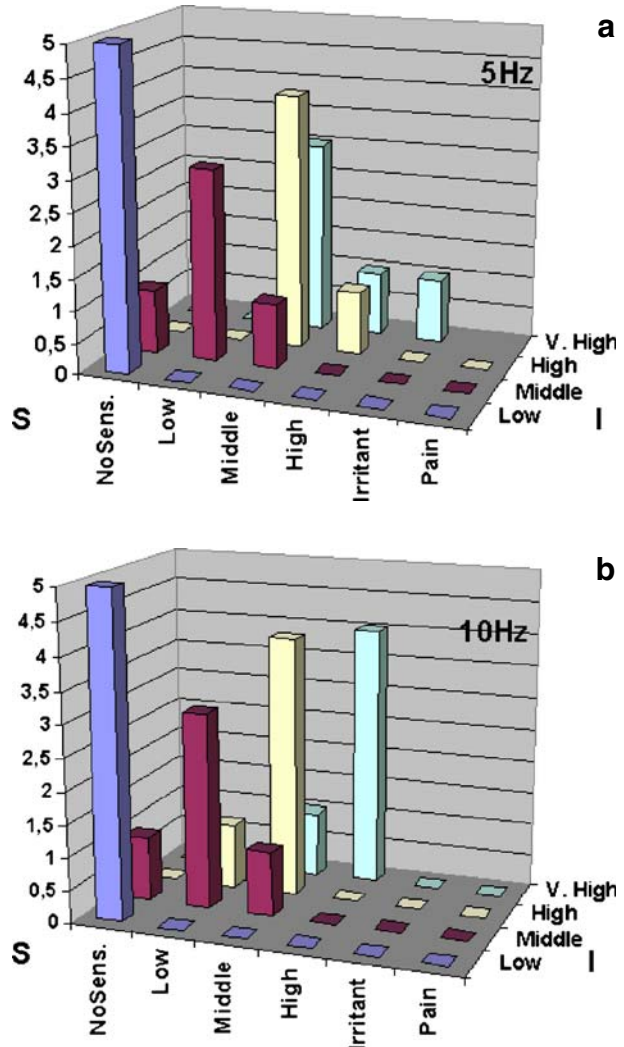 a
5Hz
5
4,5
4
3,5
3
2,5
2
1,5
1
0,5
0
V. High
High
Middle
Low
S
I
NoSens.
Low
Middle
High
Irritant
Pain
b
10Hz
5
4,5
4
3,5
3
2,5
2
1,5
1
0,5
0
V. High
High
Middle
Low
S
I
NoSens.
Low
Middle
High
Irritant
Pain